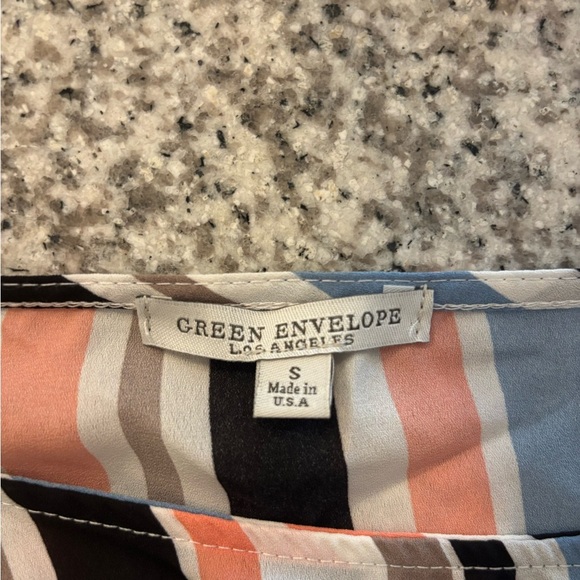 GREEN ENVELOPE
LOS ANGELES
S
Made in
U.S.A